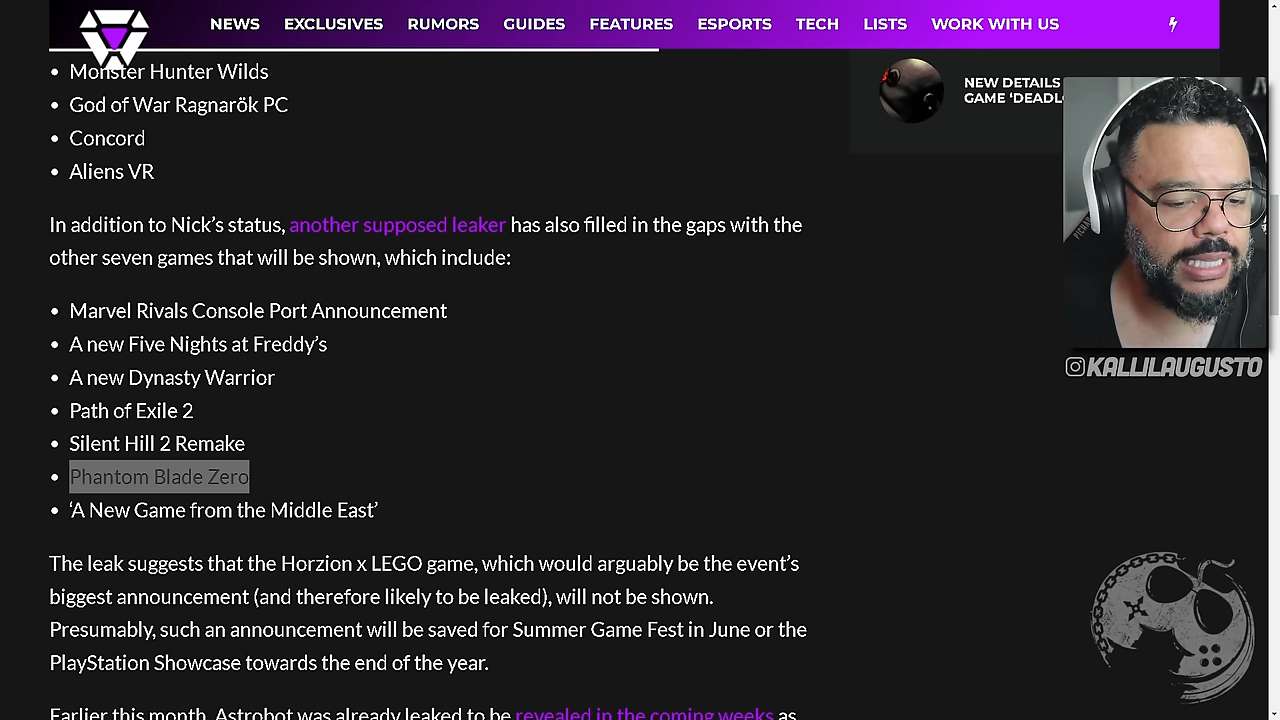 NEWS EXCLUSIVES RUMORS GUIDES FEATURES ESPORTS TECH LISTS WORK WITH US
• Monster Hunter Wilds
• God of War Ragnarök PC
• Concord
• Aliens VR
NEW DETAILS
GAME ‘DEADL
In addition to Nick’s status, another supposed leaker has also filled in the gaps with the
other seven games that will be shown, which include:
@KALLILAUGUSTO
• Marvel Rivals Console Port Announcement
• A new Five Nights at Freddy’s
• A new Dynasty Warrior
• Path of Exile 2
• Silent Hill 2 Remake
• Phantom Blade Zero
• ‘A New Game from the Middle East’
The leak suggests that the Horzion x LEGO game, which would arguably be the event’s
biggest announcement (and therefore likely to be leaked), will not be shown.
Presumably, such an announcement will be saved for Summer Game Fest in June or the
PlayStation Showcase towards the end of the year.
Earlier this month, Astrobot was already leaked to be revealed in the coming weeks as